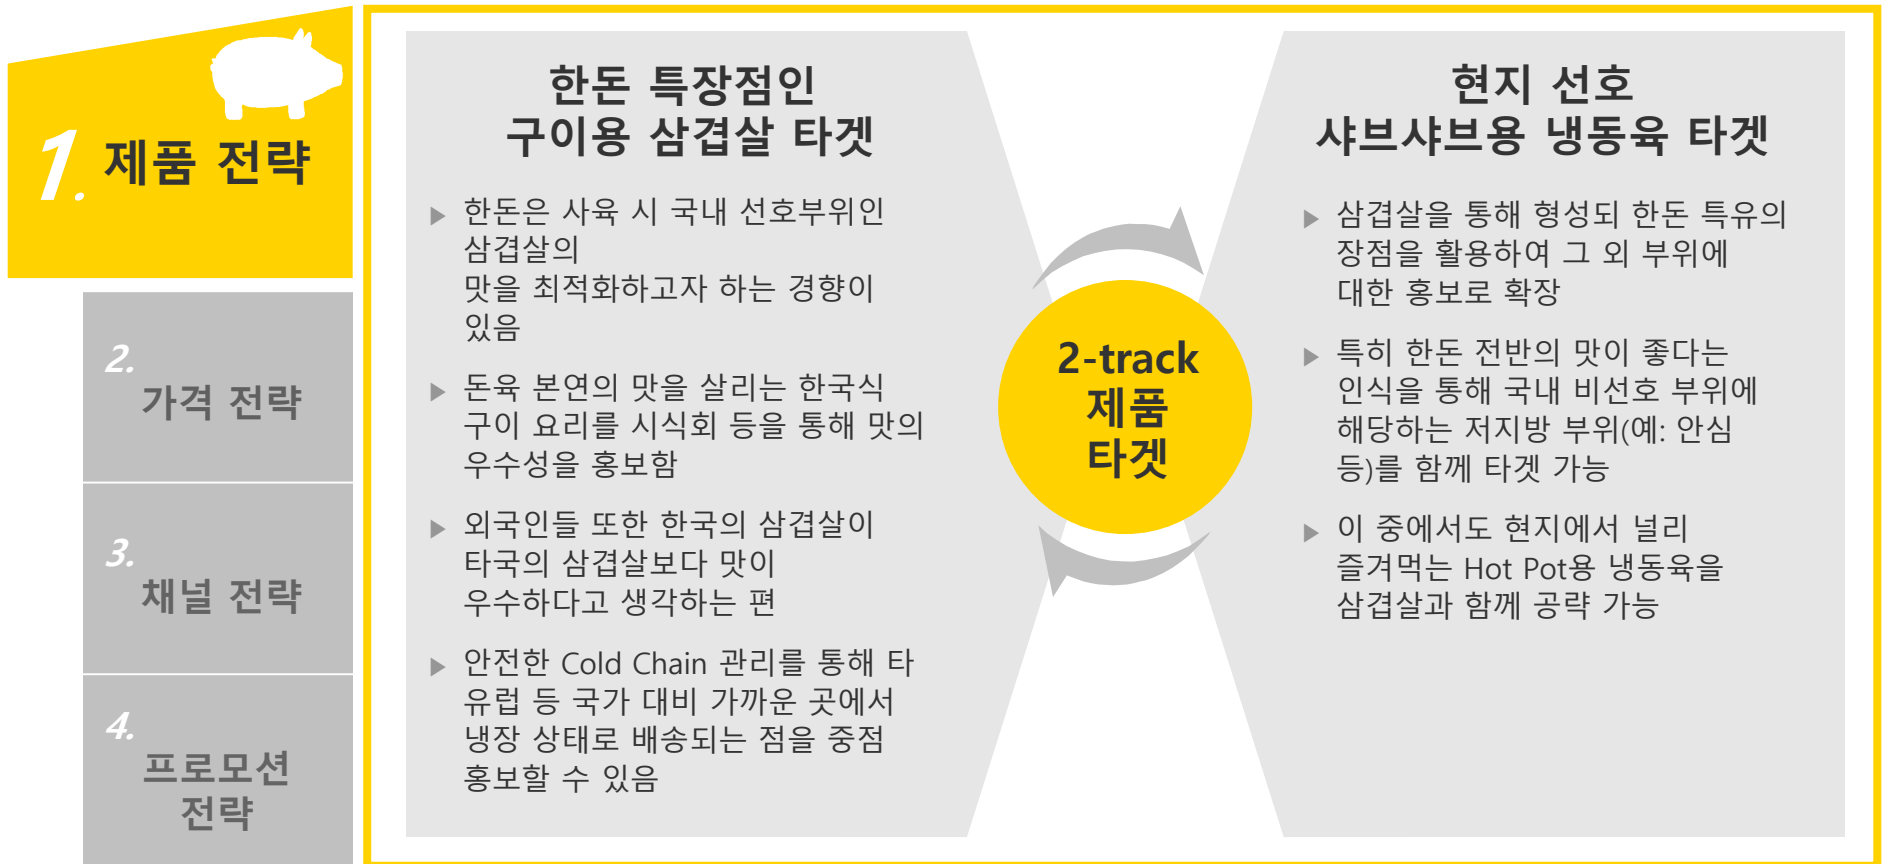 1. 제품 전략
2.
가격 전략
3.
채널 전략
4.
프로모션
전략
한돈 특장점인
구이용 삼겹살 타겟
▶ 한돈은 사육 시 국내 선호부위인
삼겹살의
맛을 최적화하고자 하는 경향이
있음
▶ 돈육 본연의 맛을 살리는 한국식
구이 요리를 시식회 등을 통해 맛의
우수성을 홍보함
▶ 외국인들 또한 한국의 삼겹살이
타국의 삼겹살보다 맛이
우수하다고 생각하는 편
▶ 안전한 Cold Chain 관리를 통해 타
유럽 등 국가 대비 가까운 곳에서
냉장 상태로 배송되는 점을 중점
홍보할 수 있음
2-track
제품
타겟
현지 선호
샤브샤브용 냉동육 타겟
▶ 삼겹살을 통해 형성되 한돈 특유의
장점을 활용하여 그 외 부위에
대한 홍보로 확장
▶ 특히 한돈 전반의 맛이 좋다는
인식을 통해 국내 비선호 부위에
해당하는 저지방 부위(예: 안심
등)를 함께 타겟 가능
▶ 이 중에서도 현지에서 널리
즐겨먹는 Hot Pot용 냉동육을
삼겹살과 함께 공략 가능